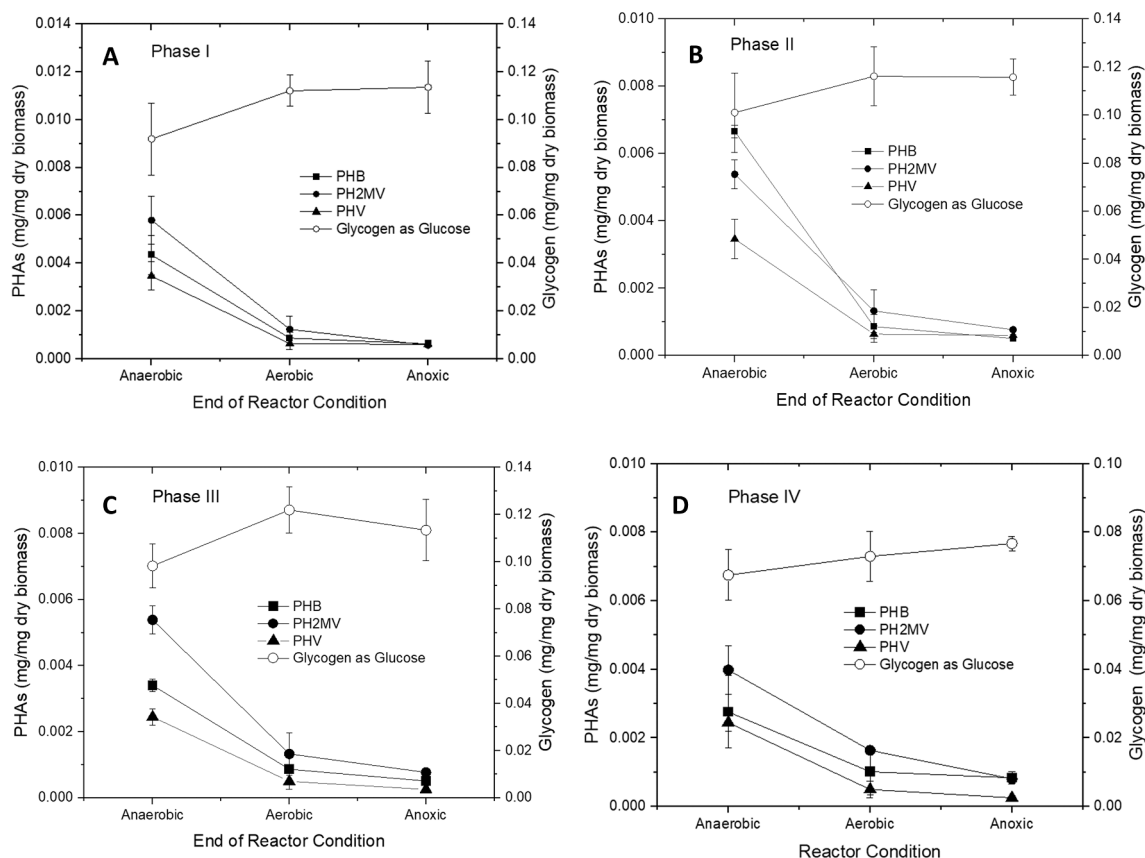 A
Phase I
PHAs (mg/mg dry biomass)
0.014
0.012
0.010
0.008
0.006
0.004
0.002
0.000
PHB
PH2MV
PHV
Glycogen as Glucose
0.14
0.12
0.10
0.08
0.06
0.04
0.02
0.00
Glycogen (mg/mg dry biomass)
Anaerobic Aerobic Anoxic
End of Reactor Condition
B
Phase II
PHAs (mg/mg dry biomass)
0.010
0.008
0.006
0.004
0.002
0.000
PHB
PH2MV
PHV
Glycogen as Glucose
0.14
0.12
0.10
0.08
0.06
0.04
0.02
0.00
Glycogen (mg/mg dry biomass)
Anaerobic Aerobic Anoxic
End of Reactor Condition
C
Phase III
PHAs (mg/mg dry biomass)
0.010
0.008
0.006
0.004
0.002
0.000
PHB
PH2MV
PHV
Glycogen as Glucose
0.14
0.12
0.10
0.08
0.06
0.04
0.02
0.00
Glycogen (mg/mg dry biomass)
Anaerobic Aerobic Anoxic
End of Reactor Condition
D
Phase IV
PHAs (mg/mg dry biomass)
0.010
0.008
0.006
0.004
0.002
0.000
PHB
PH2MV
PHV
Glycogen as Glucose
0.10
0.08
0.06
0.04
0.02
0.00
Glycogen (mg/mg dry biomass)
Anaerobic Aerobic Anoxic
Reactor Condition